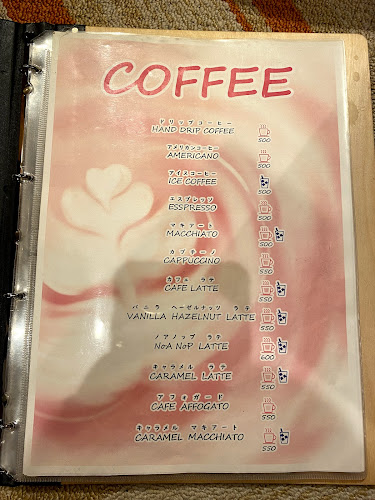 COFFEE
ドリップコーヒー
HAND DRIP COFFEE
500
アメリカンコーヒー
AMERICANO
500
アイスコーヒー
ICE COFFEE
500
エスプレッソ
ESSPRESSO
500
マキアート
MACCHIATO
500
カプチーノ
CAPPUCCINO
550
カフェ ラテ
CAFE LATTE
550
バニラ ヘーゼルナッツ ラテ
VANILLA HAZELNUT LATTE
550
ノアノップ ラテ
NoA NoP LATTE
600
キャラメル ラテ
CARAMEL LATTE
550
アフォガード
CAFE AFFOGATO
550
キャラメル マキアート
CARAMEL MACCHIATO
550